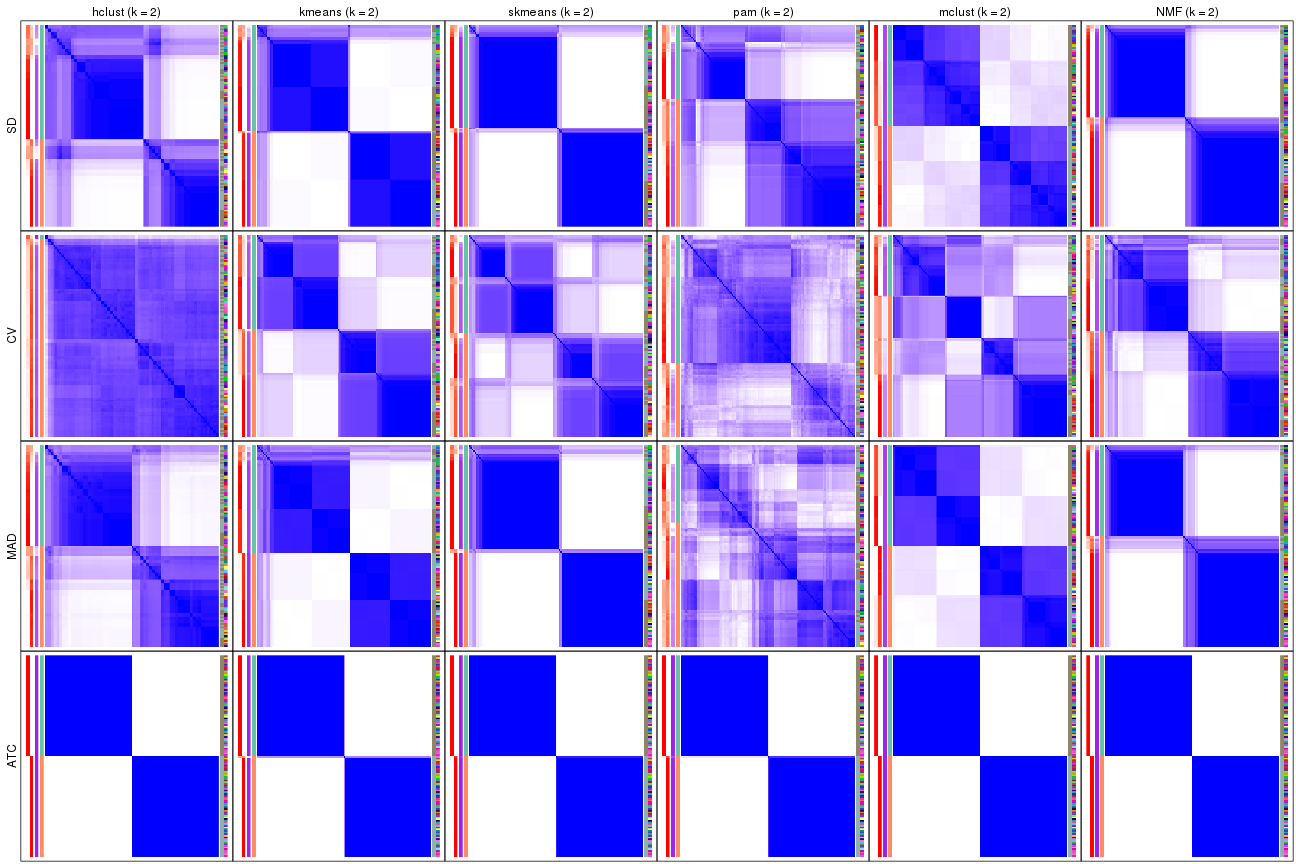 hclust (k = 2) kmeans (k = 2) skmeans (k = 2) pam (k = 2) mclust (k = 2) NMF (k = 2)
SD
CV
MAD
ATC